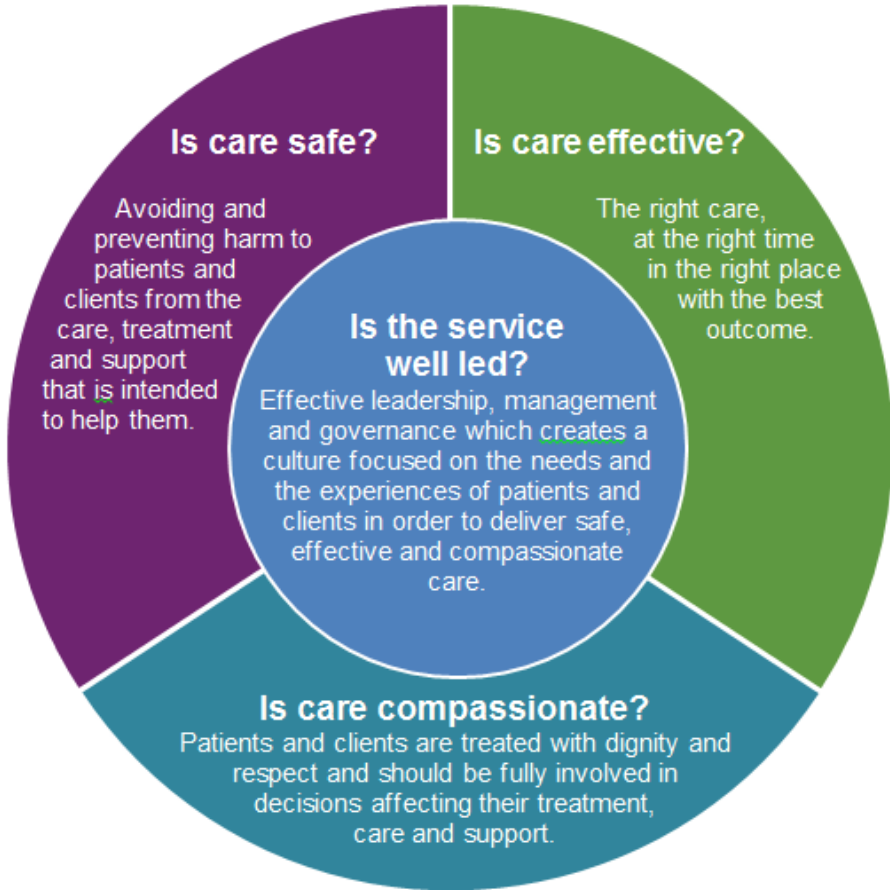 Is care safe?
Avoiding and
preventing harm to
patients and
clients from the
care, treatment
and support
that is intended
to help them.
Is care effective?
The right care,
at the right time
in the right place
with the best
outcome.
Is the service
well led?
Effective leadership, management
and governance which creates a
culture focused on the needs and
the experiences of patients and
clients in order to deliver safe,
effective and compassionate
care.
Is care compassionate?
Patients and clients are treated with dignity and
respect and should be fully involved in
decisions affecting their treatment,
care and support.